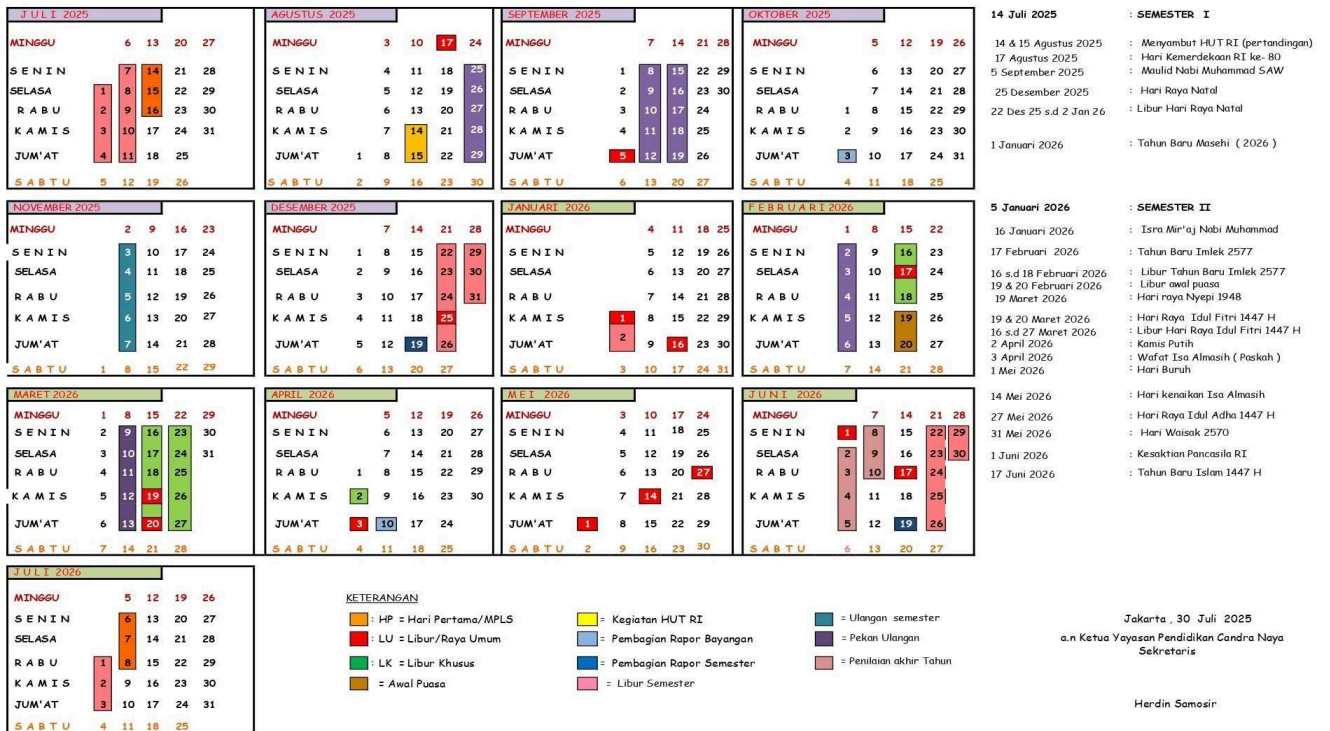 JULI 2025
MINGGU 6 13 20 27
SENIN 7 14 21 28
SELASA 1 8 15 22 29
RABU 2 9 16 23 30
KAMIS 3 10 17 24 31
JUM'AT 4 11 18 25
SABTU 5 12 19 26
AGUSTUS 2025
MINGGU 3 10 17 24
SENIN 4 11 18 25
SELASA 5 12 19 26
RABU 6 13 20 27
KAMIS 7 14 21 28
JUM'AT 1 8 15 22 29
SABTU 2 9 16 23 30
SEPTEMBER 2025
MINGGU 7 14 21 28
SENIN 1 8 15 22 29
SELASA 2 9 16 23 30
RABU 3 10 17 24
KAMIS 4 11 18 25
JUM'AT 5 12 19 26
SABTU 6 13 20 27
OKTOBER 2025
MINGGU 5 12 19 26
SENIN 6 13 20 27
SELASA 7 14 21 28
RABU 1 8 15 22 29
KAMIS 2 9 16 23 30
JUM'AT 3 10 17 24 31
SABTU 4 11 18 25
14 Juli 2025 : SEMESTER I
14 & 15 Agustus 2025 : Menyambut HUT RI (pertandingan)
17 Agustus 2025 : Hari Kemerdekaan RI ke- 80
5 September 2025 : Maulid Nabi Muhammad SAW
25 Desember 2025 : Hari Raya Natal
22 Des 25 s.d 2 Jan 26 : Libur Hari Raya Natal
1 Januari 2026 : Tahun Baru Masehi ( 2026 )
NOVEMBER 2025
MINGGU 2 9 16 23
SENIN 3 10 17 24
SELASA 4 11 18 25
RABU 5 12 19 26
KAMIS 6 13 20 27
JUM'AT 7 14 21 28
SABTU 1 8 15 22 29
DESEMBER 2025
MINGGU 7 14 21 28
SENIN 1 8 15 22 29
SELASA 2 9 16 23 30
RABU 3 10 17 24 31
KAMIS 4 11 18 25
JUM'AT 5 12 19 26
SABTU 6 13 20 27
JANUARI 2026
MINGGU 4 11 18 25
SENIN 5 12 19 26
SELASA 6 13 20 27
RABU 7 14 21 28
KAMIS 1 8 15 22 29
JUM'AT 2 9 16 23 30
SABTU 3 10 17 24 31
FEBRUARI 2026
MINGGU 1 8 15 22
SENIN 2 9 16 23
SELASA 3 10 17 24
RABU 4 11 18 25
KAMIS 5 12 19 26
JUM'AT 6 13 20 27
SABTU 7 14 21 28
5 Januari 2026 : SEMESTER II
16 Januari 2026 : Isra Mir'aj Nabi Muhammad
17 Februari 2026 : Tahun Baru Imlek 2577
16 s.d 18 Februari 2026 : Libur Tahun Baru Imlek 2577
19 & 20 Februari 2026 : Libur awal puasa
19 Maret 2026 : Hari raya Nyepi 1948
19 & 20 Maret 2026 : Hari Raya Idul Fitri 1447 H
16 s.d 27 Maret 2026 : Libur Hari Raya Idul Fitri 1447 H
2 April 2026 : Kamis Putih
3 April 2026 : Wafat Isa Almasih ( Paskah )
1 Mei 2026 : Hari Buruh
MARET 2026
MINGGU 1 8 15 22 29
SENIN 2 9 16 23 30
SELASA 3 10 17 24 31
RABU 4 11 18 25
KAMIS 5 12 19 26
JUM'AT 6 13 20 27
SABTU 7 14 21 28
APRIL 2026
MINGGU 5 12 19 26
SENIN 6 13 20 27
SELASA 7 14 21 28
RABU 1 8 15 22 29
KAMIS 2 9 16 23 30
JUM'AT 3 10 17 24
SABTU 4 11 18 25
MEI 2026
MINGGU 3 10 17 24
SENIN 4 11 18 25
SELASA 5 12 19 26
RABU 6 13 20 27
KAMIS 7 14 21 28
JUM'AT 1 8 15 22 29
SABTU 2 9 16 23 30
JUNI 2026
MINGGU 7 14 21 28
SENIN 1 8 15 22 29
SELASA 2 9 16 23 30
RABU 3 10 17 24
KAMIS 4 11 18 25
JUM'AT 5 12 19 26
SABTU 6 13 20 27
14 Mei 2026 : Hari kenaikan Isa Almasih
27 Mei 2026 : Hari Raya Idul Adha 1447 H
31 Mei 2026 : Hari Waisak 2570
1 Juni 2026 : Kesaktian Pancasila RI
17 Juni 2026 : Tahun Baru Islam 1447 H
JULI 2026
MINGGU 5 12 19 26
SENIN 6 13 20 27
SELASA 7 14 21 28
RABU 1 8 15 22 29
KAMIS 2 9 16 23 30
JUM'AT 3 10 17 24 31
SABTU 4 11 18 25
KETERANGAN
: HP = Hari Pertama/MPLS
: LU = Libur/Raya Umum
: LK = Libur Khusus
= Awal Puasa
= Kegiatan HUT RI
= Pembagian Rapor Bayangan
= Pembagian Rapor Semester
= Libur Semester
= Ulangan semester
= Pekan Ulangan
= Penilaian akhir Tahun
Jakarta , 30 Juli 2025
a.n Ketua Yayasan Pendidikan Candra Naya
Sekretaris
Herdin Samosir